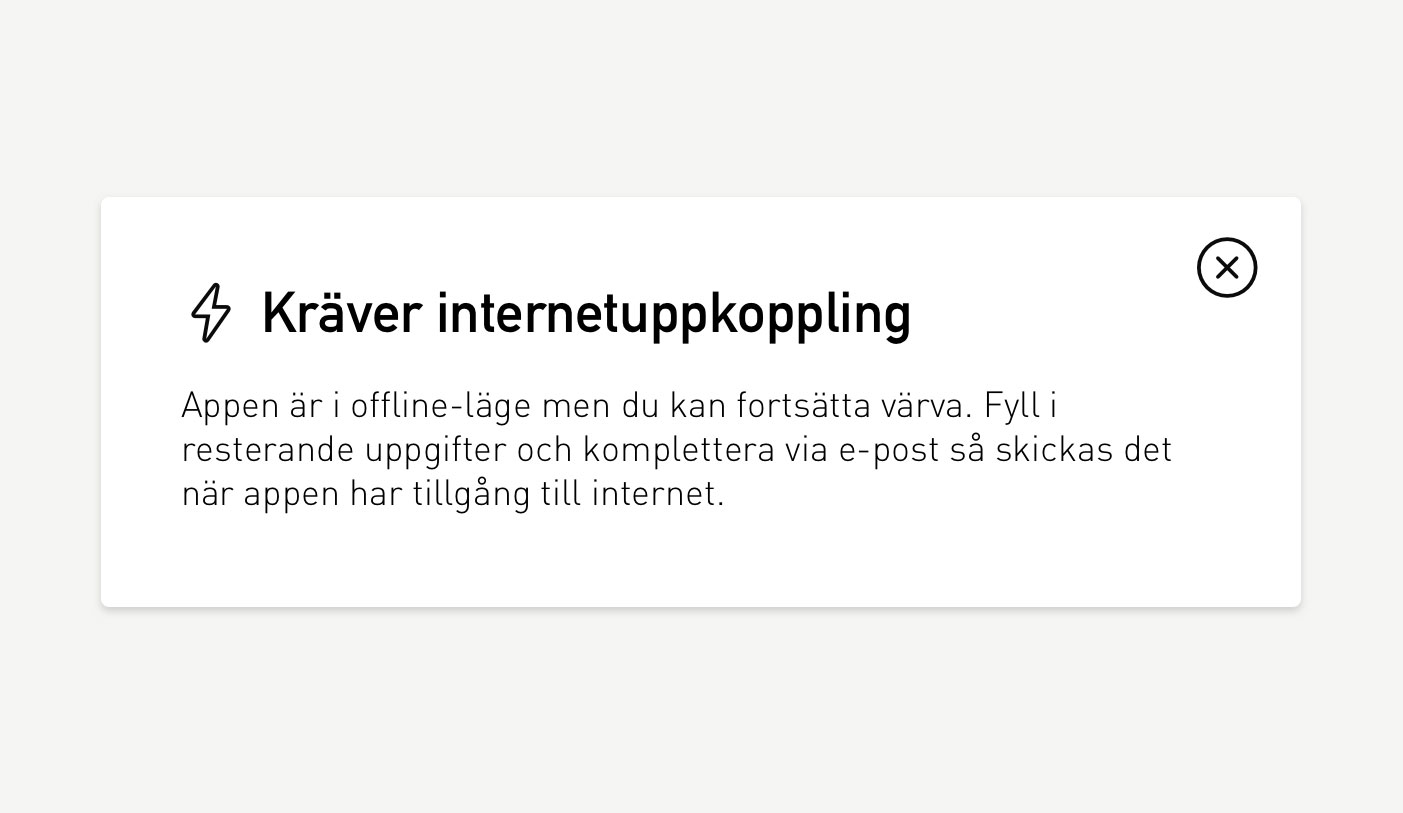 Kräver internetuppkoppling
Appen är i offline-läge men du kan fortsätta värva. Fyll i
resterande uppgifter och komplettera via e-post så skickas det
när appen har tillgång till internet.